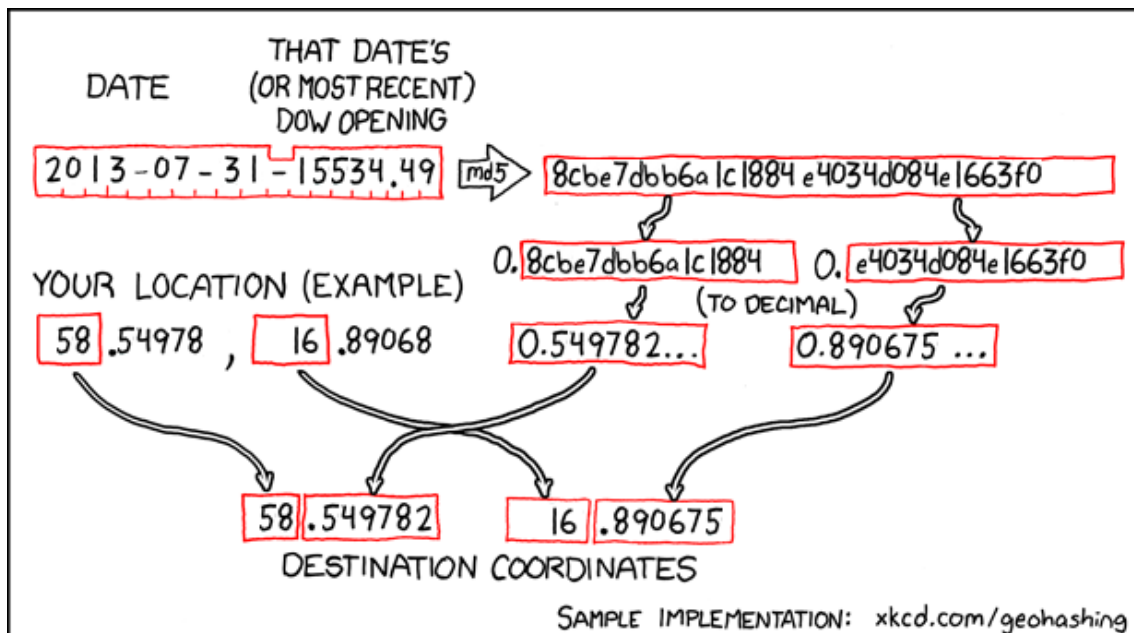 THAT DATE'S
DATE (OR MOST RECENT)
DOW OPENING
2013-07-31-15534.49 md5 8cbe7dbb6a1c1884e4034d084e1663f0
0. 8cbe7dbb6a1c1884 0. e4034d084e1663f0
YOUR LOCATION (EXAMPLE) (TO DECIMAL)
58 .54978 , 16 .89068 0.549782... 0.890675 ...
58 .549782 16 .890675
DESTINATION COORDINATES
SAMPLE IMPLEMENTATION: xkcd.com/geohashing